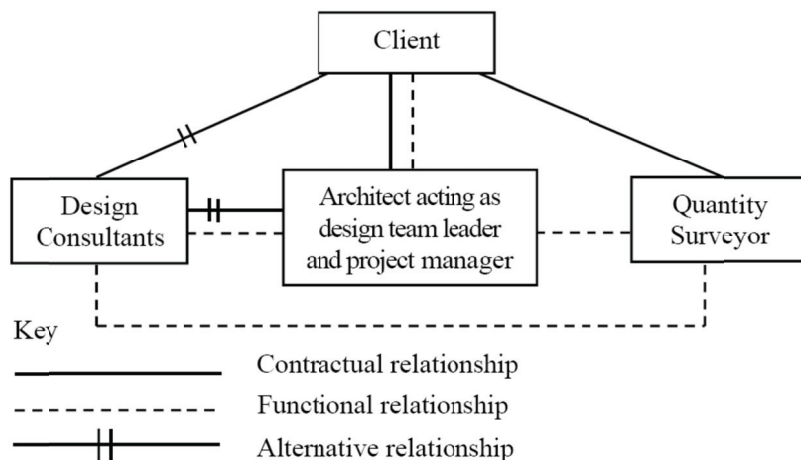 Client
Design
Consultants
Architect acting as
design team leader
and project manager
Quantity
Surveyor
Key
Contractual relationship
Functional relationship
Alternative relationship